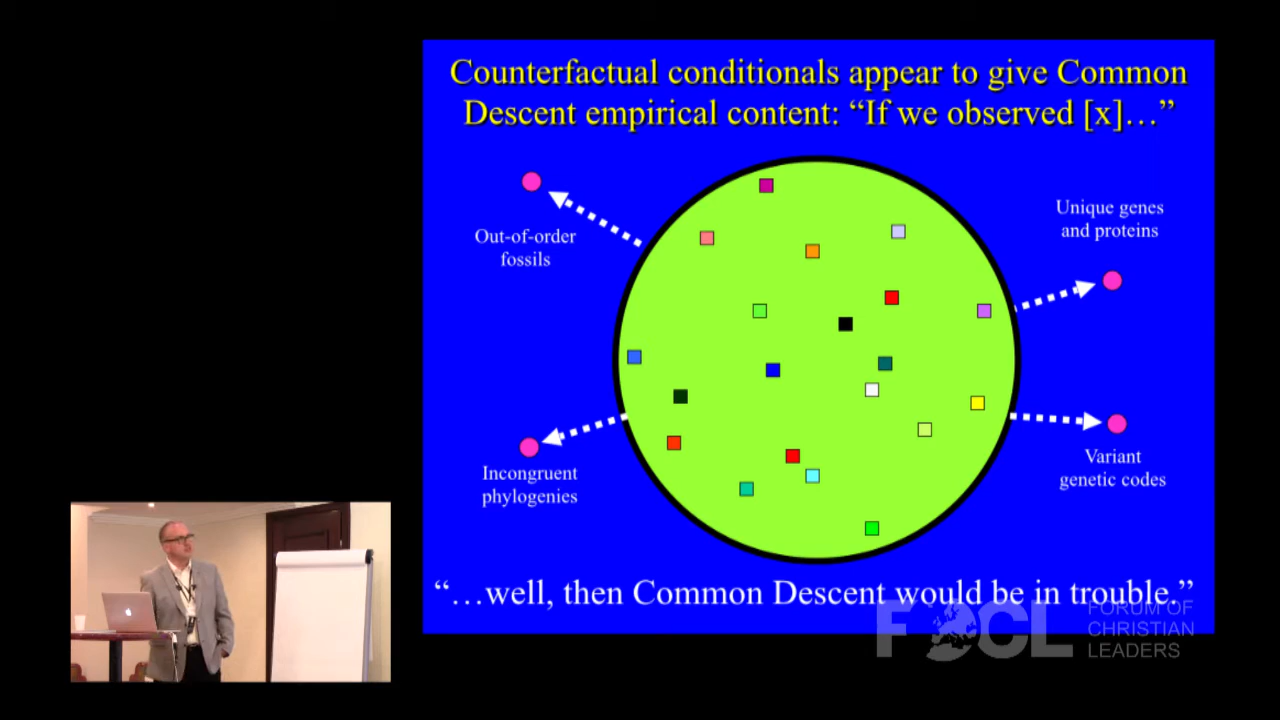 Counterfactual conditionals appear to give Common
Descent empirical content: “If we observed [x]…”
Out-of-order
fossils
Unique genes
and proteins
Incongruent
phylogenies
Variant
genetic codes
“…well, then Common Descent would be in trouble.”
FOCL
FORUM OF
CHRISTIAN
LEADERS